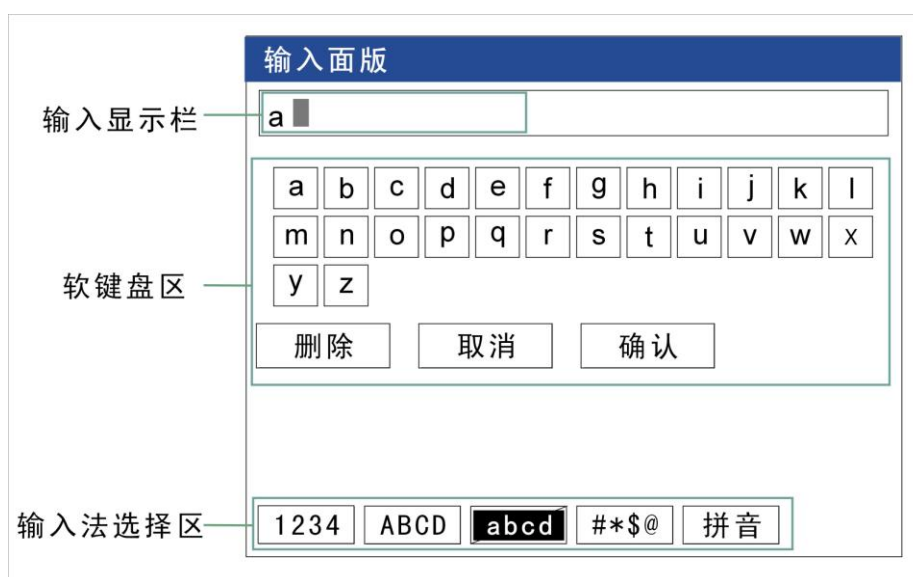 输入面版
输入显示栏
a
a b c d e f g h i j k l
m n o p q r s t u v w x
软键盘区
y z
删除 取消 确认
输入法选择区
1234 ABCD abcd #*$@ 拼音